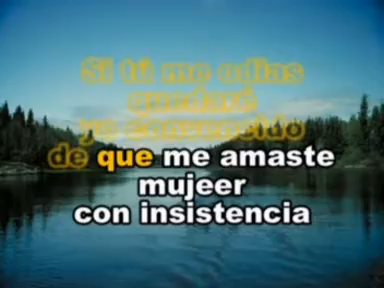 Si tú me odias
quedaré
yo convencido
de que me amaste
mujeer
con insistencia